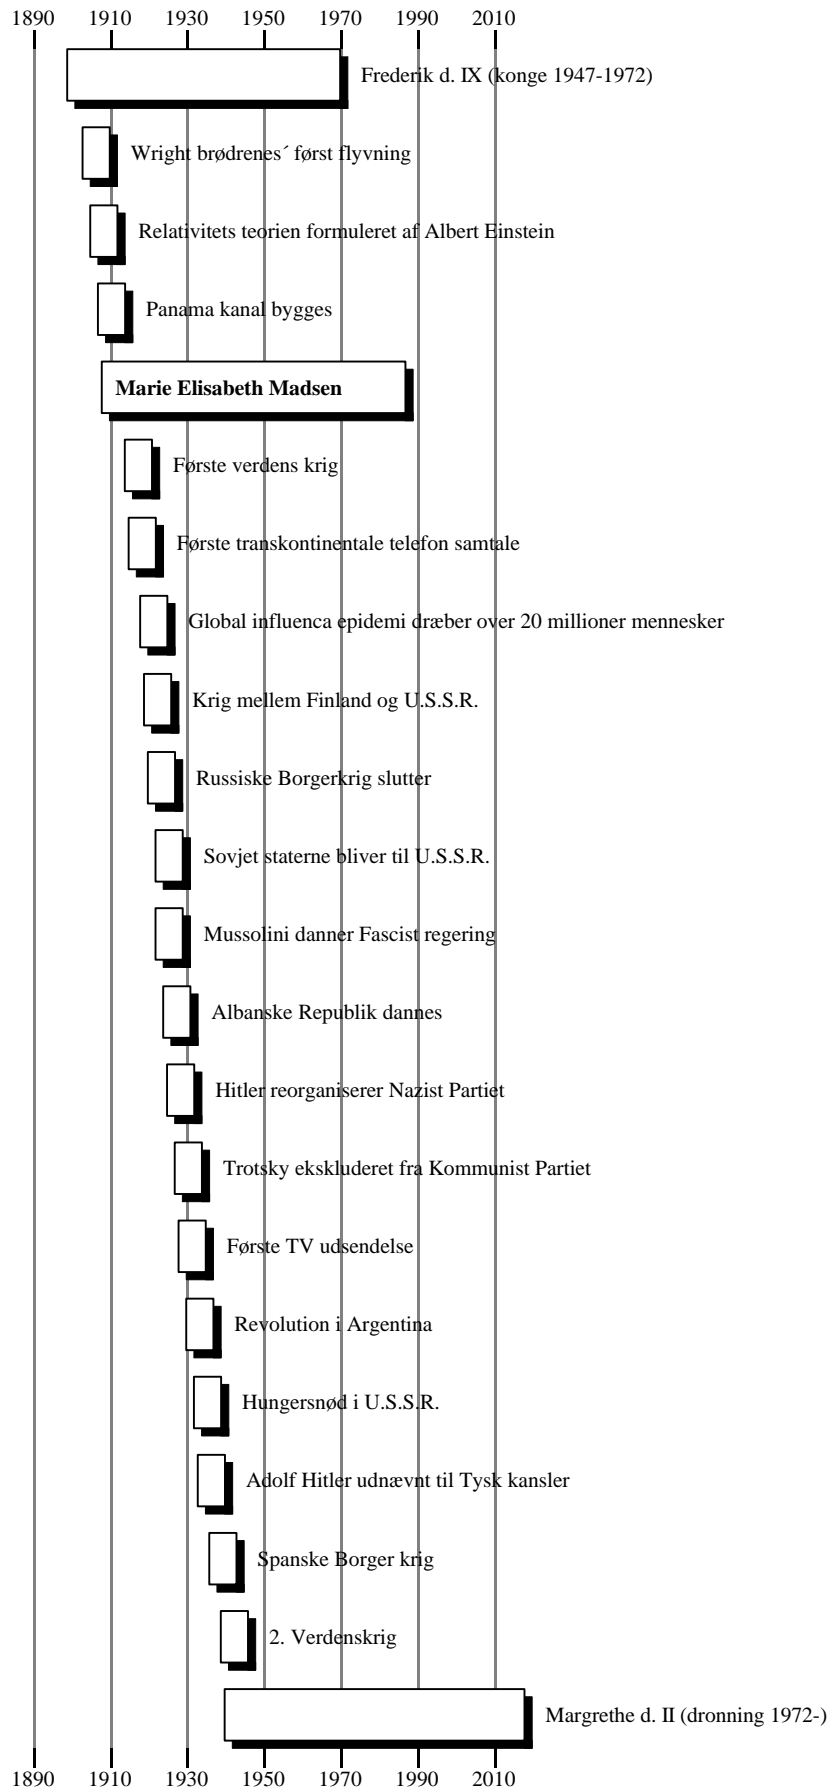 1890 1910 1930 1950 1970 1990 2010
Frederik d. IX (konge 1947-1972)
Wright brødrenes´ først flyvning
Relativitets teorien formuleret af Albert Einstein
Panama kanal bygges
Marie Elisabeth Madsen
Første verdens krig
Første transkontinentale telefon samtale
Global influenca epidemi dræber over 20 millioner mennesker
Krig mellem Finland og U.S.S.R.
Russiske Borgerkrig slutter
Sovjet staterne bliver til U.S.S.R.
Mussolini danner Fascist regering
Albanske Republik dannes
Hitler reorganiserer Nazist Partiet
Trotsky ekskluderet fra Kommunist Partiet
Første TV udsendelse
Revolution i Argentina
Hungersnød i U.S.S.R.
Adolf Hitler udnævnt til Tysk kansler
Spanske Borger krig
2. Verdenskrig
Margrethe d. II (dronning 1972-)
1890 1910 1930 1950 1970 1990 2010